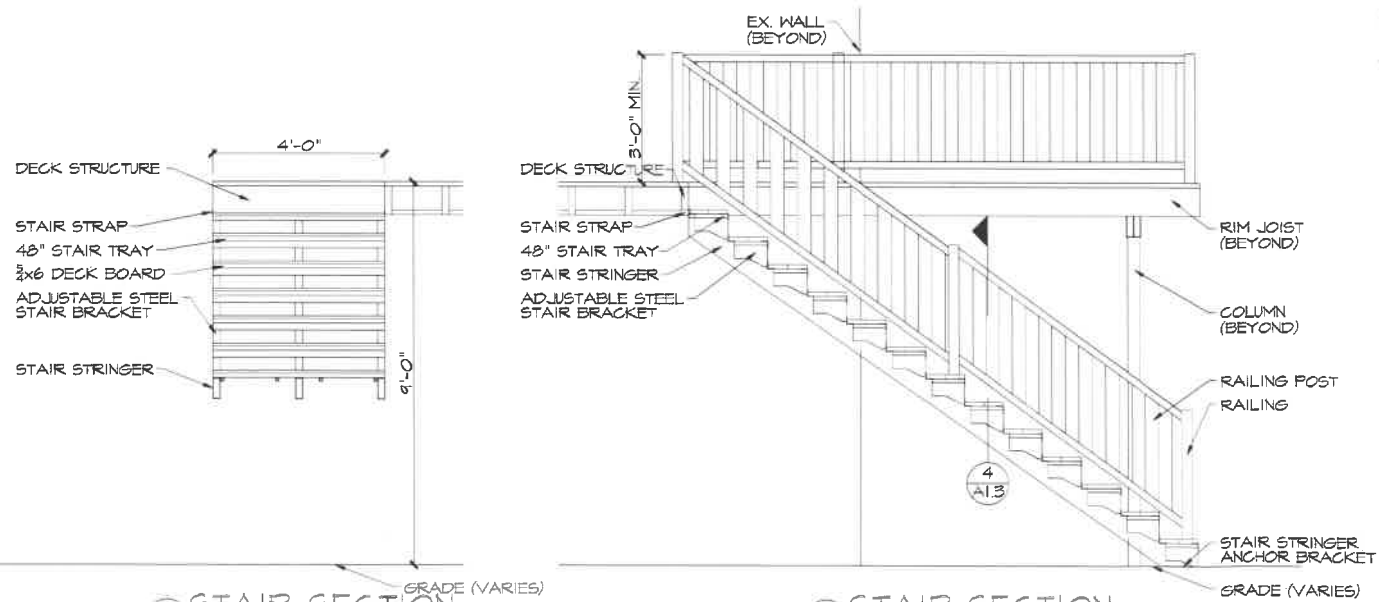 EX. WALL
(BEYOND)
3'-0" MIN.
4'-0"
DECK STRUCTURE
STAIR STRAP
48" STAIR TRAY
5/4x6 DECK BOARD
ADJUSTABLE STEEL
STAIR BRACKET
STAIR STRINGER
9'-0"
GRADE (VARIES)
STAIR SECTION
DECK STRUCTURE
STAIR STRAP
48" STAIR TRAY
STAIR STRINGER
ADJUSTABLE STEEL
STAIR BRACKET
RIM JOIST
(BEYOND)
COLUMN
(BEYOND)
RAILING POST
RAILING
4
A1.3
STAIR STRINGER
ANCHOR BRACKET
GRADE (VARIES)
STAIR SECTION